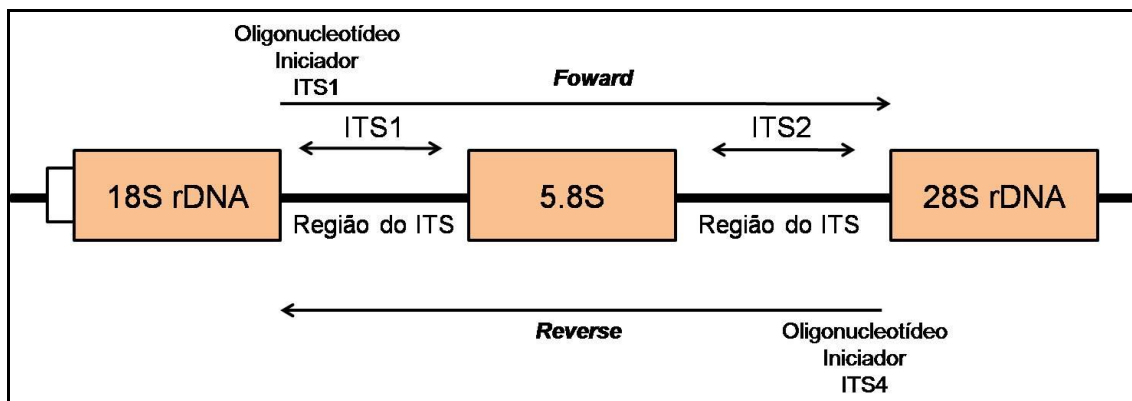 Oligonucleotídeo
Iniciador
ITS1
Foward
ITS1
ITS2
18S rDNA
5.8S
28S rDNA
Região do ITS
Região do ITS
Reverse
Oligonucleotídeo
Iniciador
ITS4